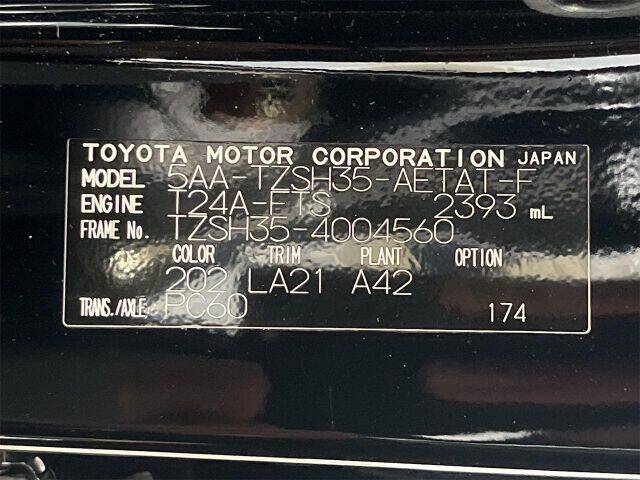 TOYOTA MOTOR CORPORATION JAPAN
MODEL 5AA-TZSH35-AETAT-F
ENGINE T24A-FTS 2393 mL
FRAME No. TZSH35-4004560
COLOR TRIM PLANT OPTION
202 LA21 A42
TRANS./AXLE PC60 174